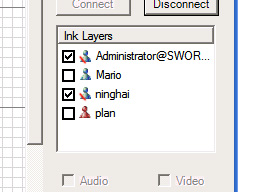 Connect Disconnect
Ink Layers
Administrator@SWOR...
Mario
ninghai
plan
Audio Video